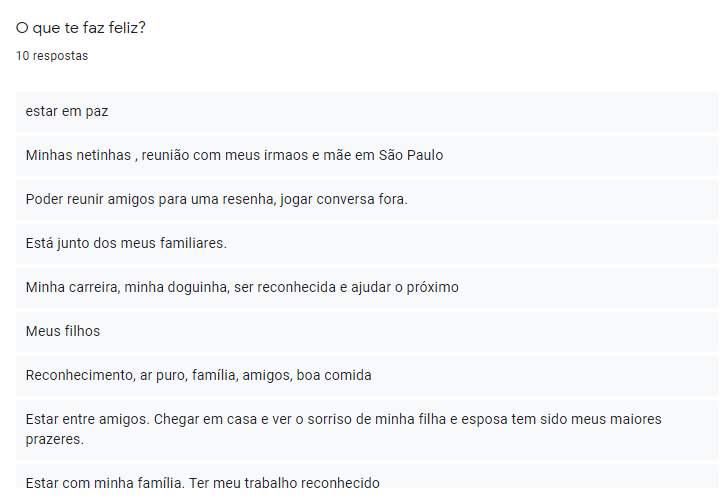 O que te faz feliz?
10 respostas
estar em paz
Minhas netinhas , reunião com meus irmaos e mãe em São Paulo
Poder reunir amigos para uma resenha, jogar conversa fora.
Está junto dos meus familiares.
Minha carreira, minha doguinha, ser reconhecida e ajudar o próximo
Meus filhos
Reconhecimento, ar puro, família, amigos, boa comida
Estar entre amigos. Chegar em casa e ver o sorriso de minha filha e esposa tem sido meus maiores
prazeres.
Estar com minha família. Ter meu trabalho reconhecido